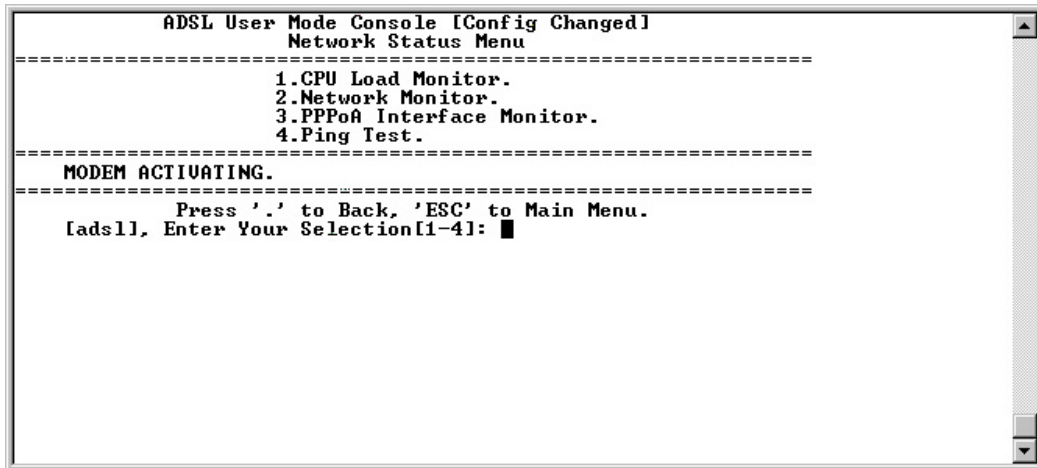 ADSL User Mode Console [Config Changed]
Network Status Menu
==================================================================
1.CPU Load Monitor.
2.Network Monitor.
3.PPPoA Interface Monitor.
4.Ping Test.
==================================================================
MODEM ACTIVATING.
==================================================================
Press '.' to Back, 'ESC' to Main Menu.
[adsl], Enter Your Selection[1-4]: